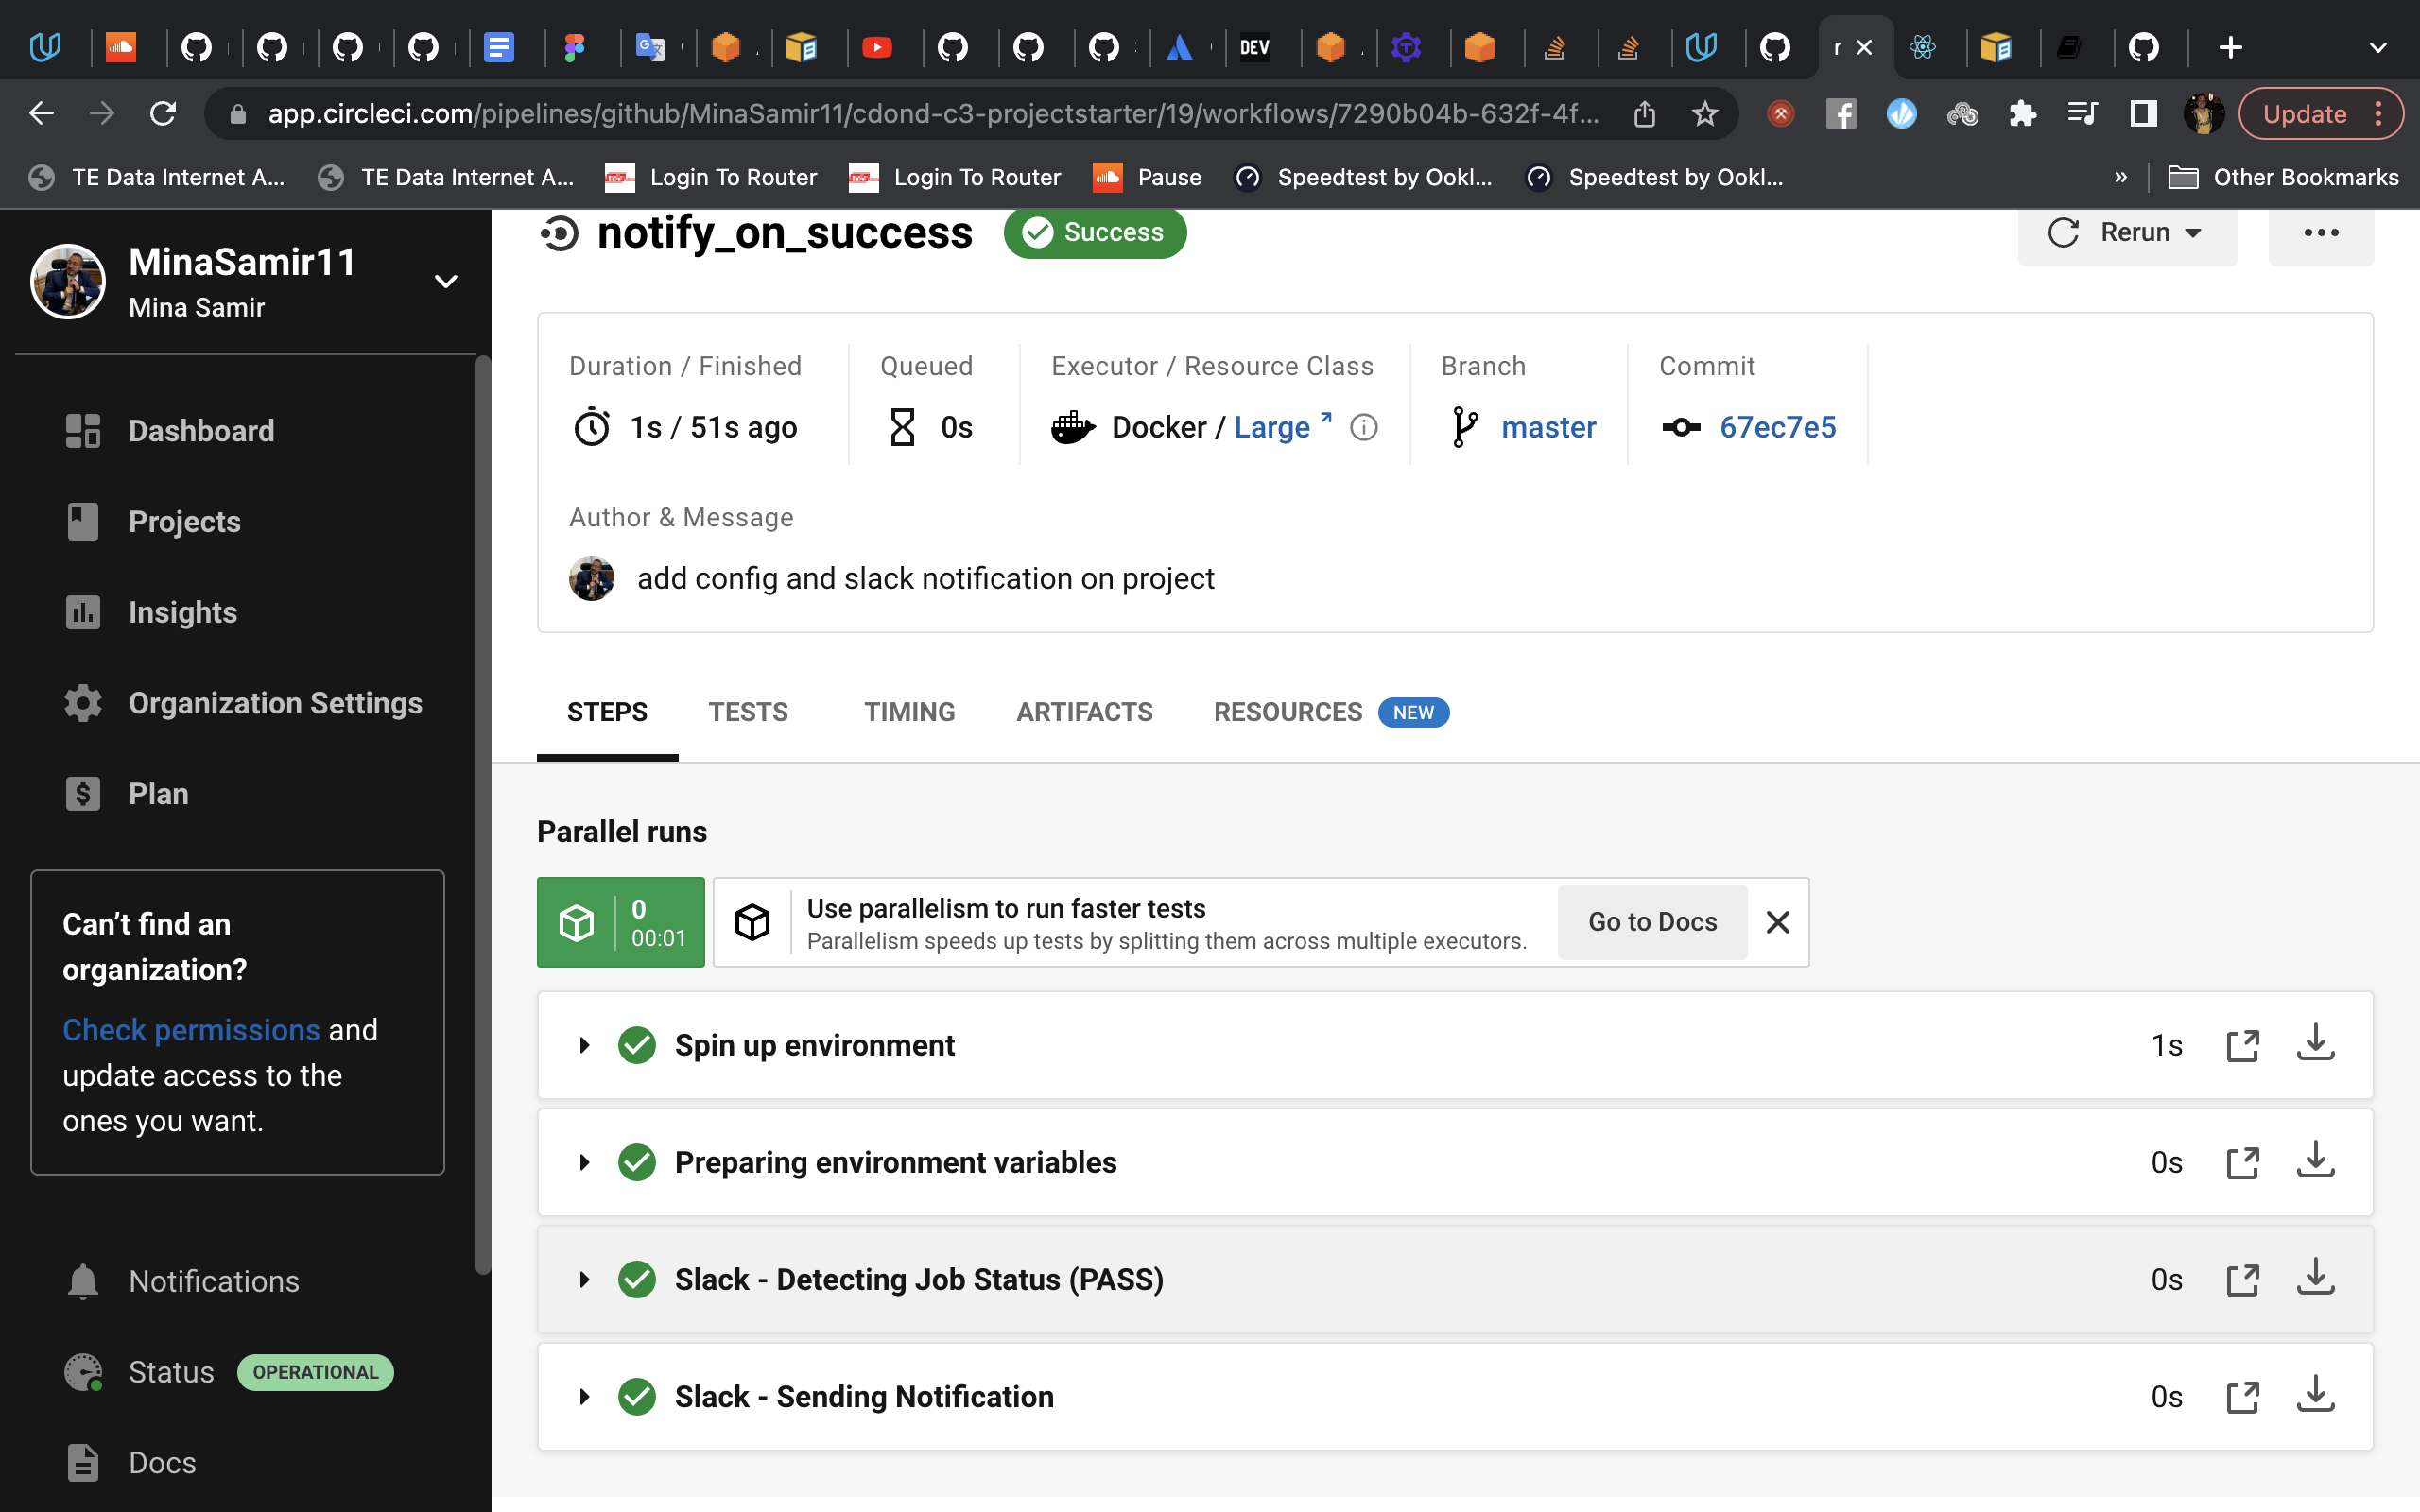 DEV
r
app.circleci.com/pipelines/github/MinaSamir11/cdond-c3-projectstarter/19/workflows/7290b04b-632f-4f...
Update
TE Data Internet A...
TE Data Internet A...
Login To Router
Login To Router
Pause
Speedtest by Ookl...
Speedtest by Ookl...
»
Other Bookmarks
MinaSamir11
Mina Samir
Dashboard
Projects
Insights
Organization Settings
Plan
Can’t find an
organization?
Check permissions and
update access to the
ones you want.
Notifications
Status OPERATIONAL
Docs
notify_on_success
Success
Rerun
Duration / Finished
1s / 51s ago
Queued
0s
Executor / Resource Class
Docker / Large
Branch
master
Commit
67ec7e5
Author & Message
add config and slack notification on project
STEPS
TESTS
TIMING
ARTIFACTS
RESOURCES NEW
Parallel runs
0
00:01
Use parallelism to run faster tests
Parallelism speeds up tests by splitting them across multiple executors.
Go to Docs
Spin up environment 1s
Preparing environment variables 0s
Slack - Detecting Job Status (PASS) 0s
Slack - Sending Notification 0s